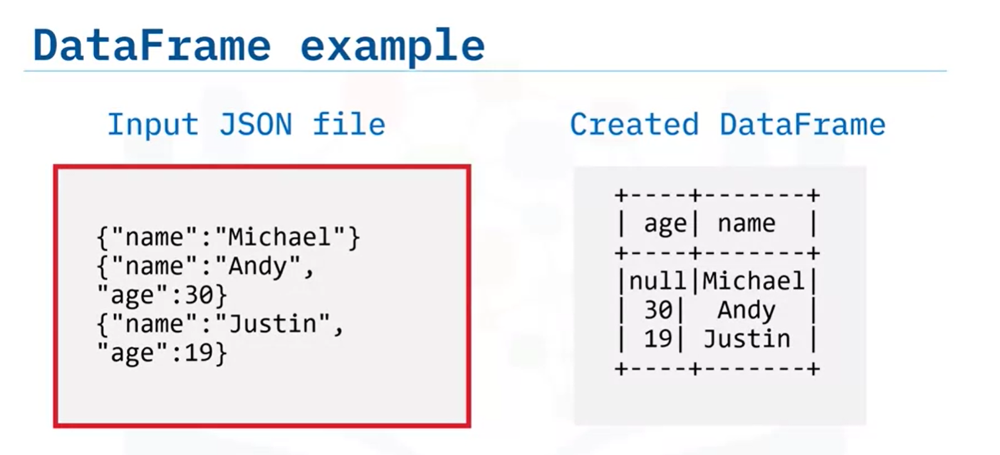 DataFrame example
Input JSON file
{"name":"Michael"}
{"name":"Andy",
"age":30}
{"name":"Justin",
"age":19}
Created DataFrame
+----+-------+
| age| name  |
+----+-------+
|null|Michael|
| 30|  Andy  |
| 19| Justin |
+----+-------+